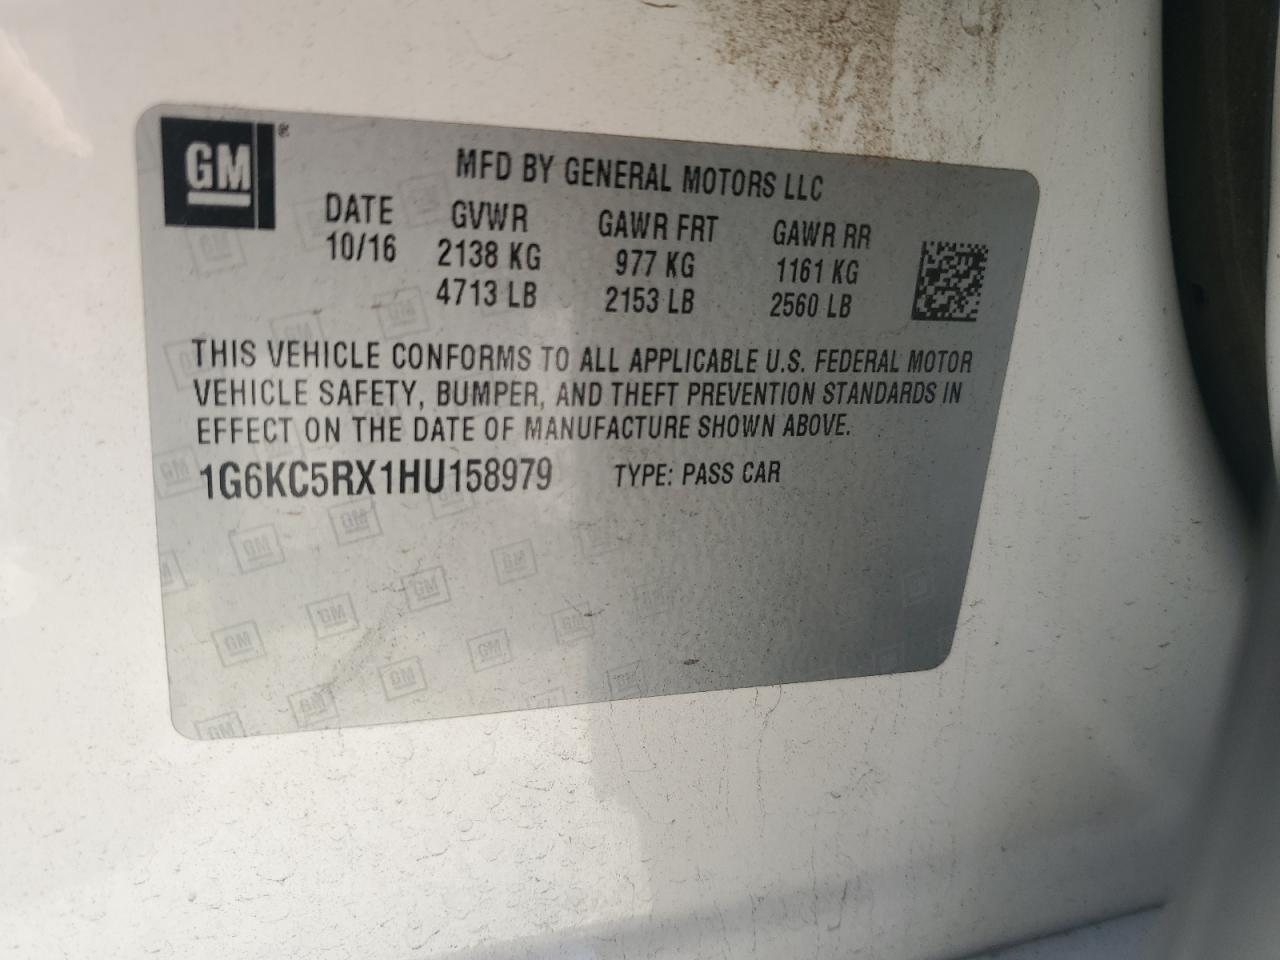 GM®
MFD BY GENERAL MOTORS LLC
DATE GVWR GAWR FRT GAWR RR
10/16 2138 KG 977 KG 1161 KG
4713 LB 2153 LB 2560 LB
THIS VEHICLE CONFORMS TO ALL APPLICABLE U.S. FEDERAL MOTOR
VEHICLE SAFETY, BUMPER, AND THEFT PREVENTION STANDARDS IN
EFFECT ON THE DATE OF MANUFACTURE SHOWN ABOVE.
1G6KC5RX1HU158979 TYPE: PASS CAR